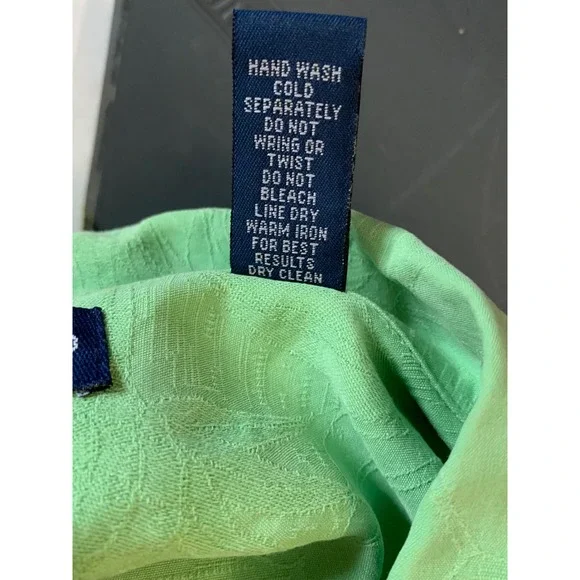 HAND WASH
COLD
SEPARATELY
DO NOT
WRING OR
TWIST
DO NOT
BLEACH
LINE DRY
WARM IRON
FOR BEST
RESULTS
DRY CLEAN